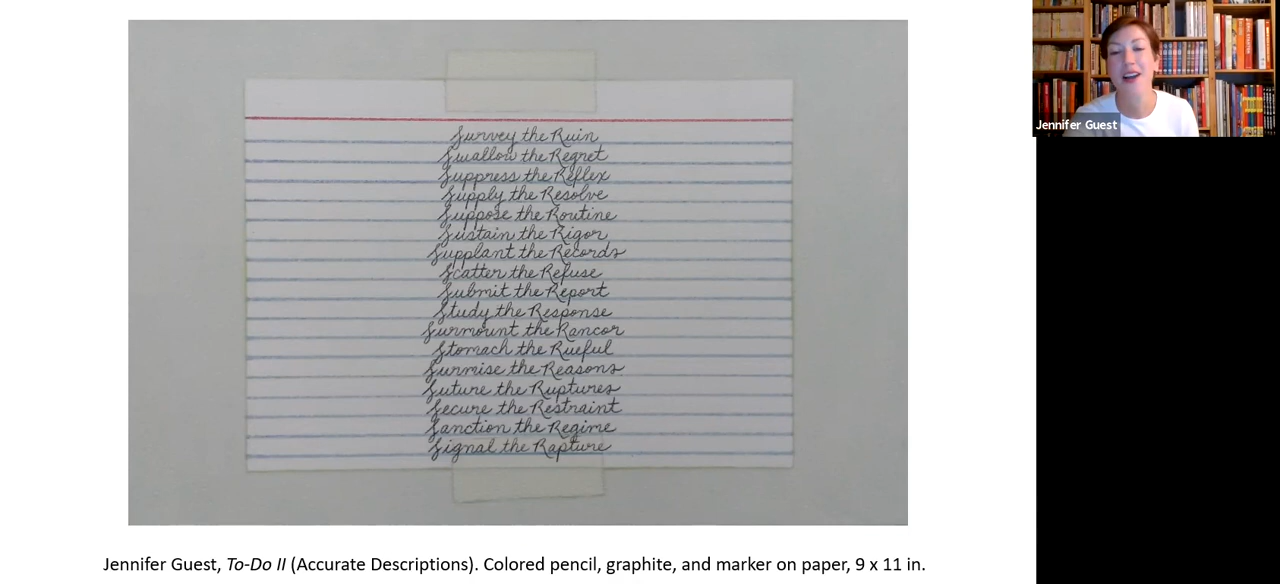 Survey the Ruin
Swallow the Regret
Suppress the Reflex
Supply the Resolve
Suppose the Routine
Sustain the Rigor
Supplant the Records
Scatter the Refuse
Submit the Report
Study the Response
Surmount the Rancor
Stomach the Rueful
Surmise the Reasons
Suture the Ruptures
Secure the Restraint
Sanction the Regime
Signal the Rapture
Jennifer Guest, To-Do II (Accurate Descriptions). Colored pencil, graphite, and marker on paper, 9 x 11 in.
Jennifer Guest